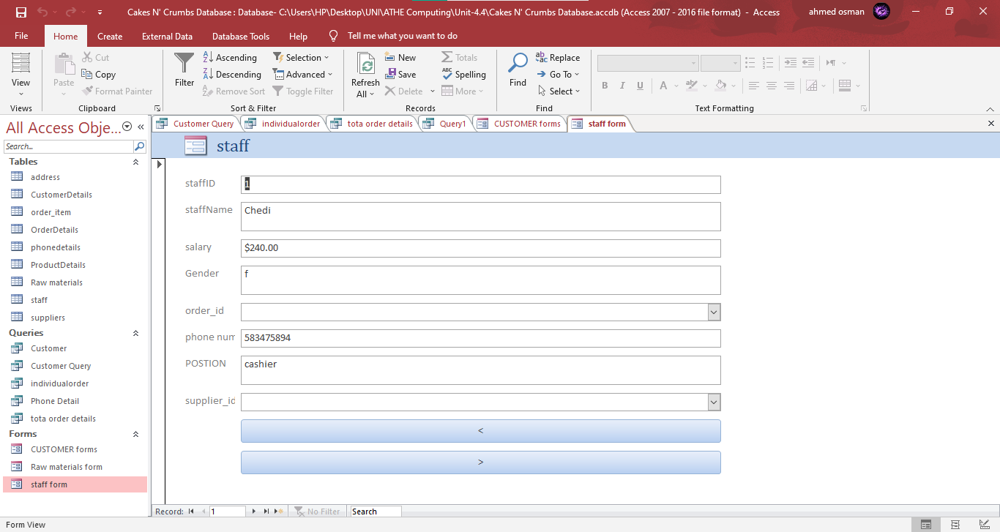 Cakes N' Crumbs Database : Database- C:\Users\HP\Desktop\UNI\ATHE Computing\Unit-4.4\Cakes N' Crumbs Database.accdb (Access 2007 - 2016 file format) - Access
ahmed osman
File Home Create External Data Database Tools Help Tell me what you want to do
View
Views
Paste
Cut
Copy
Format Painter
Clipboard
Filter
Ascending
Descending
Remove Sort
Selection
Advanced
Toggle Filter
Sort & Filter
Refresh
All
New
Save
Delete
Totals
Spelling
More
Records
Find
Replace
Go To
Select
Find
B I U A
Text Formatting
All Access Obje...
Search...
Tables
address
CustomerDetails
order_item
OrderDetails
phonedetails
ProductDetails
Raw materials
staff
suppliers
Queries
Customer
Customer Query
individualorder
Phone Detail
tota order details
Forms
CUSTOMER forms
Raw materials form
staff form
Customer Query individualorder tota order details Query1 CUSTOMER forms staff form
staff
staffID 1
staffName Chedi
salary $240.00
Gender f
order_id
phone num 583475894
POSTION cashier
supplier_id
<
>
Record: 1 No Filter Search
Form View